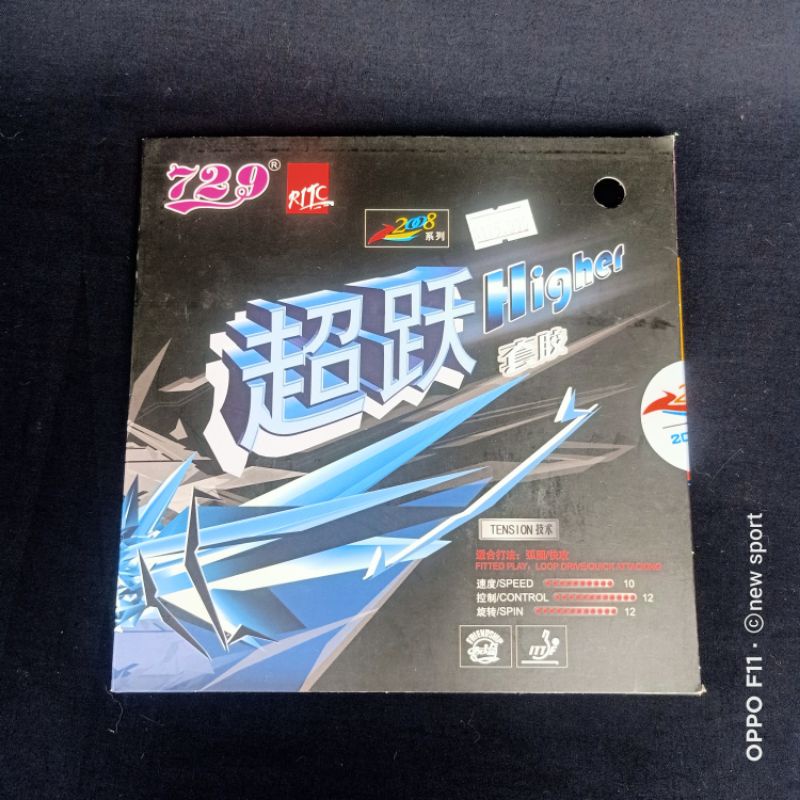 729®
RITC
2008
系列
超跃 Higher
套胶
TENSION 技术
适合打法：弧圈/快攻
FITTED PLAY：LOOP DRIVE/QUICK ATTACKING
速度/SPEED 10
控制/CONTROL 12
旋转/SPIN 12
FRIENDSHIP
OPPO F11 · ©new sport